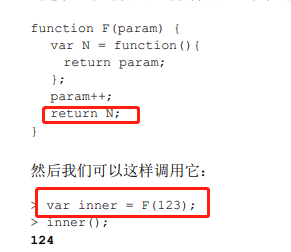 function F(param) {
var N = function(){
return param;
};
param++;
return N;
}
然后我们可以这样调用它：
> var inner = F(123);
> inner();
124